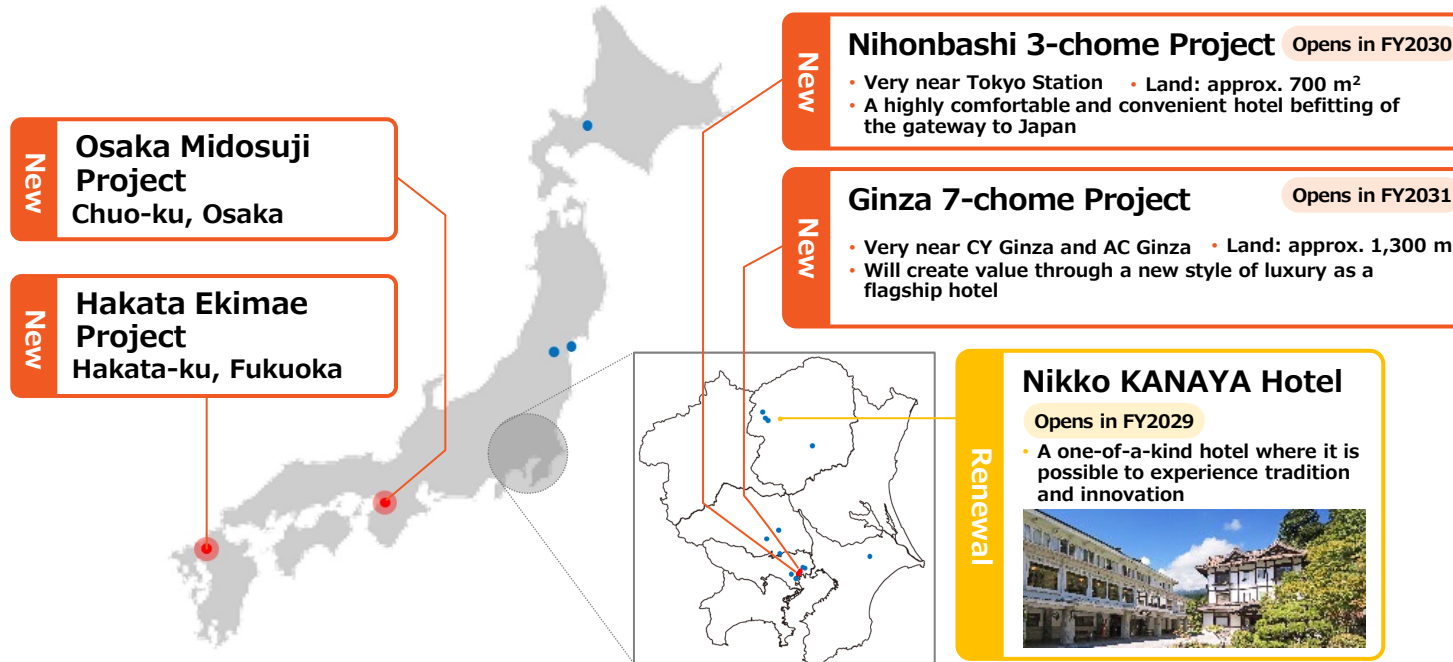 New
Osaka Midosuji
Project
Chuo-ku, Osaka
New
Hakata Ekimae
Project
Hakata-ku, Fukuoka
New
Nihonbashi 3-chome Project
Opens in FY2030
• Very near Tokyo Station • Land: approx. 700 m²
• A highly comfortable and convenient hotel befitting of
the gateway to Japan
New
Ginza 7-chome Project
Opens in FY2031
• Very near CY Ginza and AC Ginza • Land: approx. 1,300 m
• Will create value through a new style of luxury as a
flagship hotel
Renewal
Nikko KANAYA Hotel
Opens in FY2029
• A one-of-a-kind hotel where it is
possible to experience tradition
and innovation